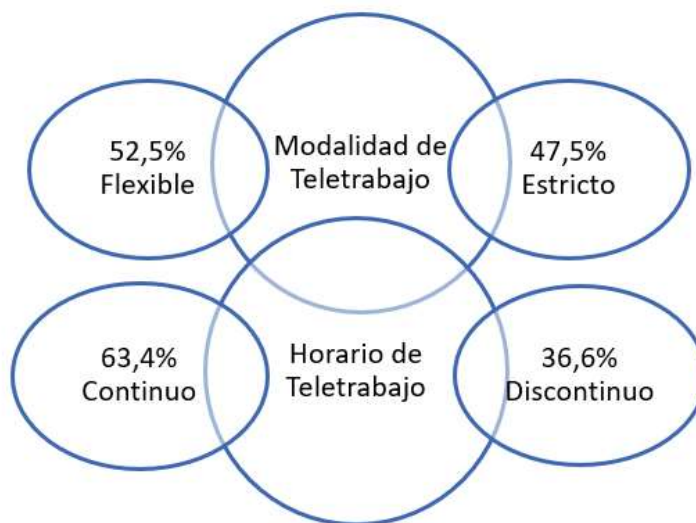 52,5%
Flexible
Modalidad de
Teletrabajo
47,5%
Estricto
63,4%
Continuo
Horario de
Teletrabajo
36,6%
Discontinuo